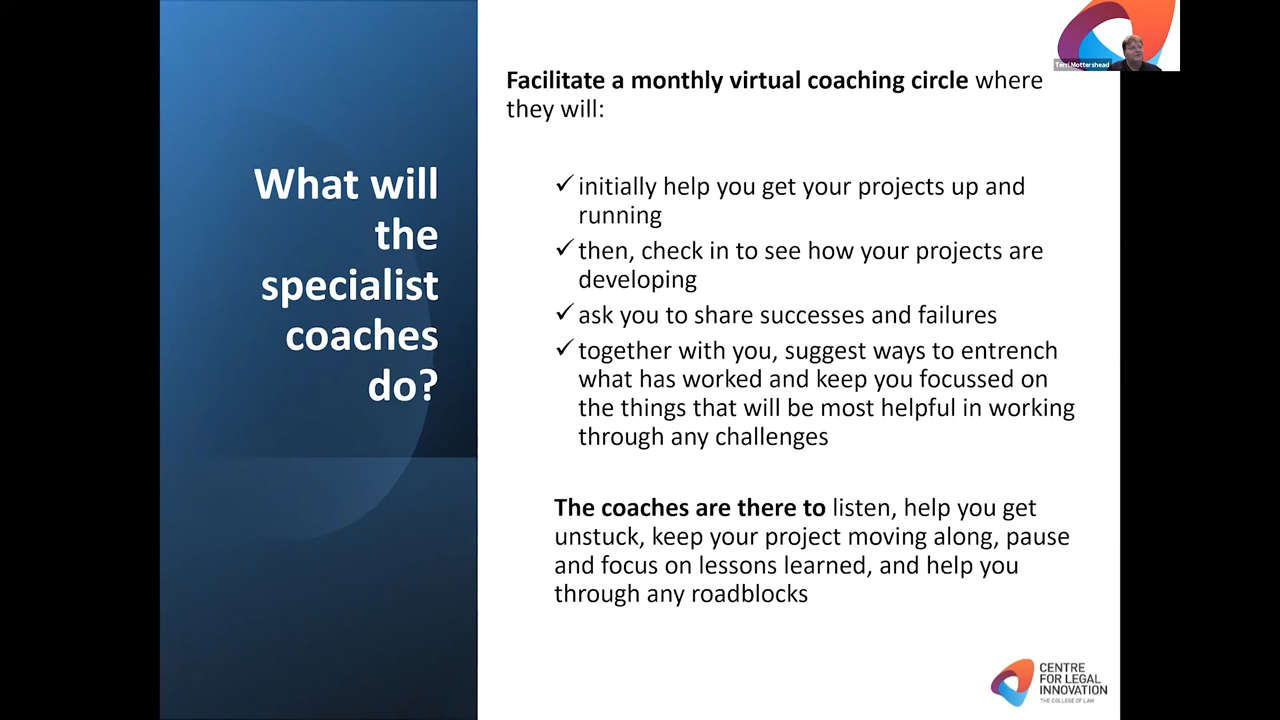 What will
the
specialist
coaches
do?
Facilitate a monthly virtual coaching circle where
they will:
✓ initially help you get your projects up and
running
✓ then, check in to see how your projects are
developing
✓ ask you to share successes and failures
✓ together with you, suggest ways to entrench
what has worked and keep you focussed on
the things that will be most helpful in working
through any challenges
The coaches are there to listen, help you get
unstuck, keep your project moving along, pause
and focus on lessons learned, and help you
through any roadblocks
Terri Mottershead
CENTRE
FOR LEGAL
INNOVATION
THE COLLEGE OF LAW